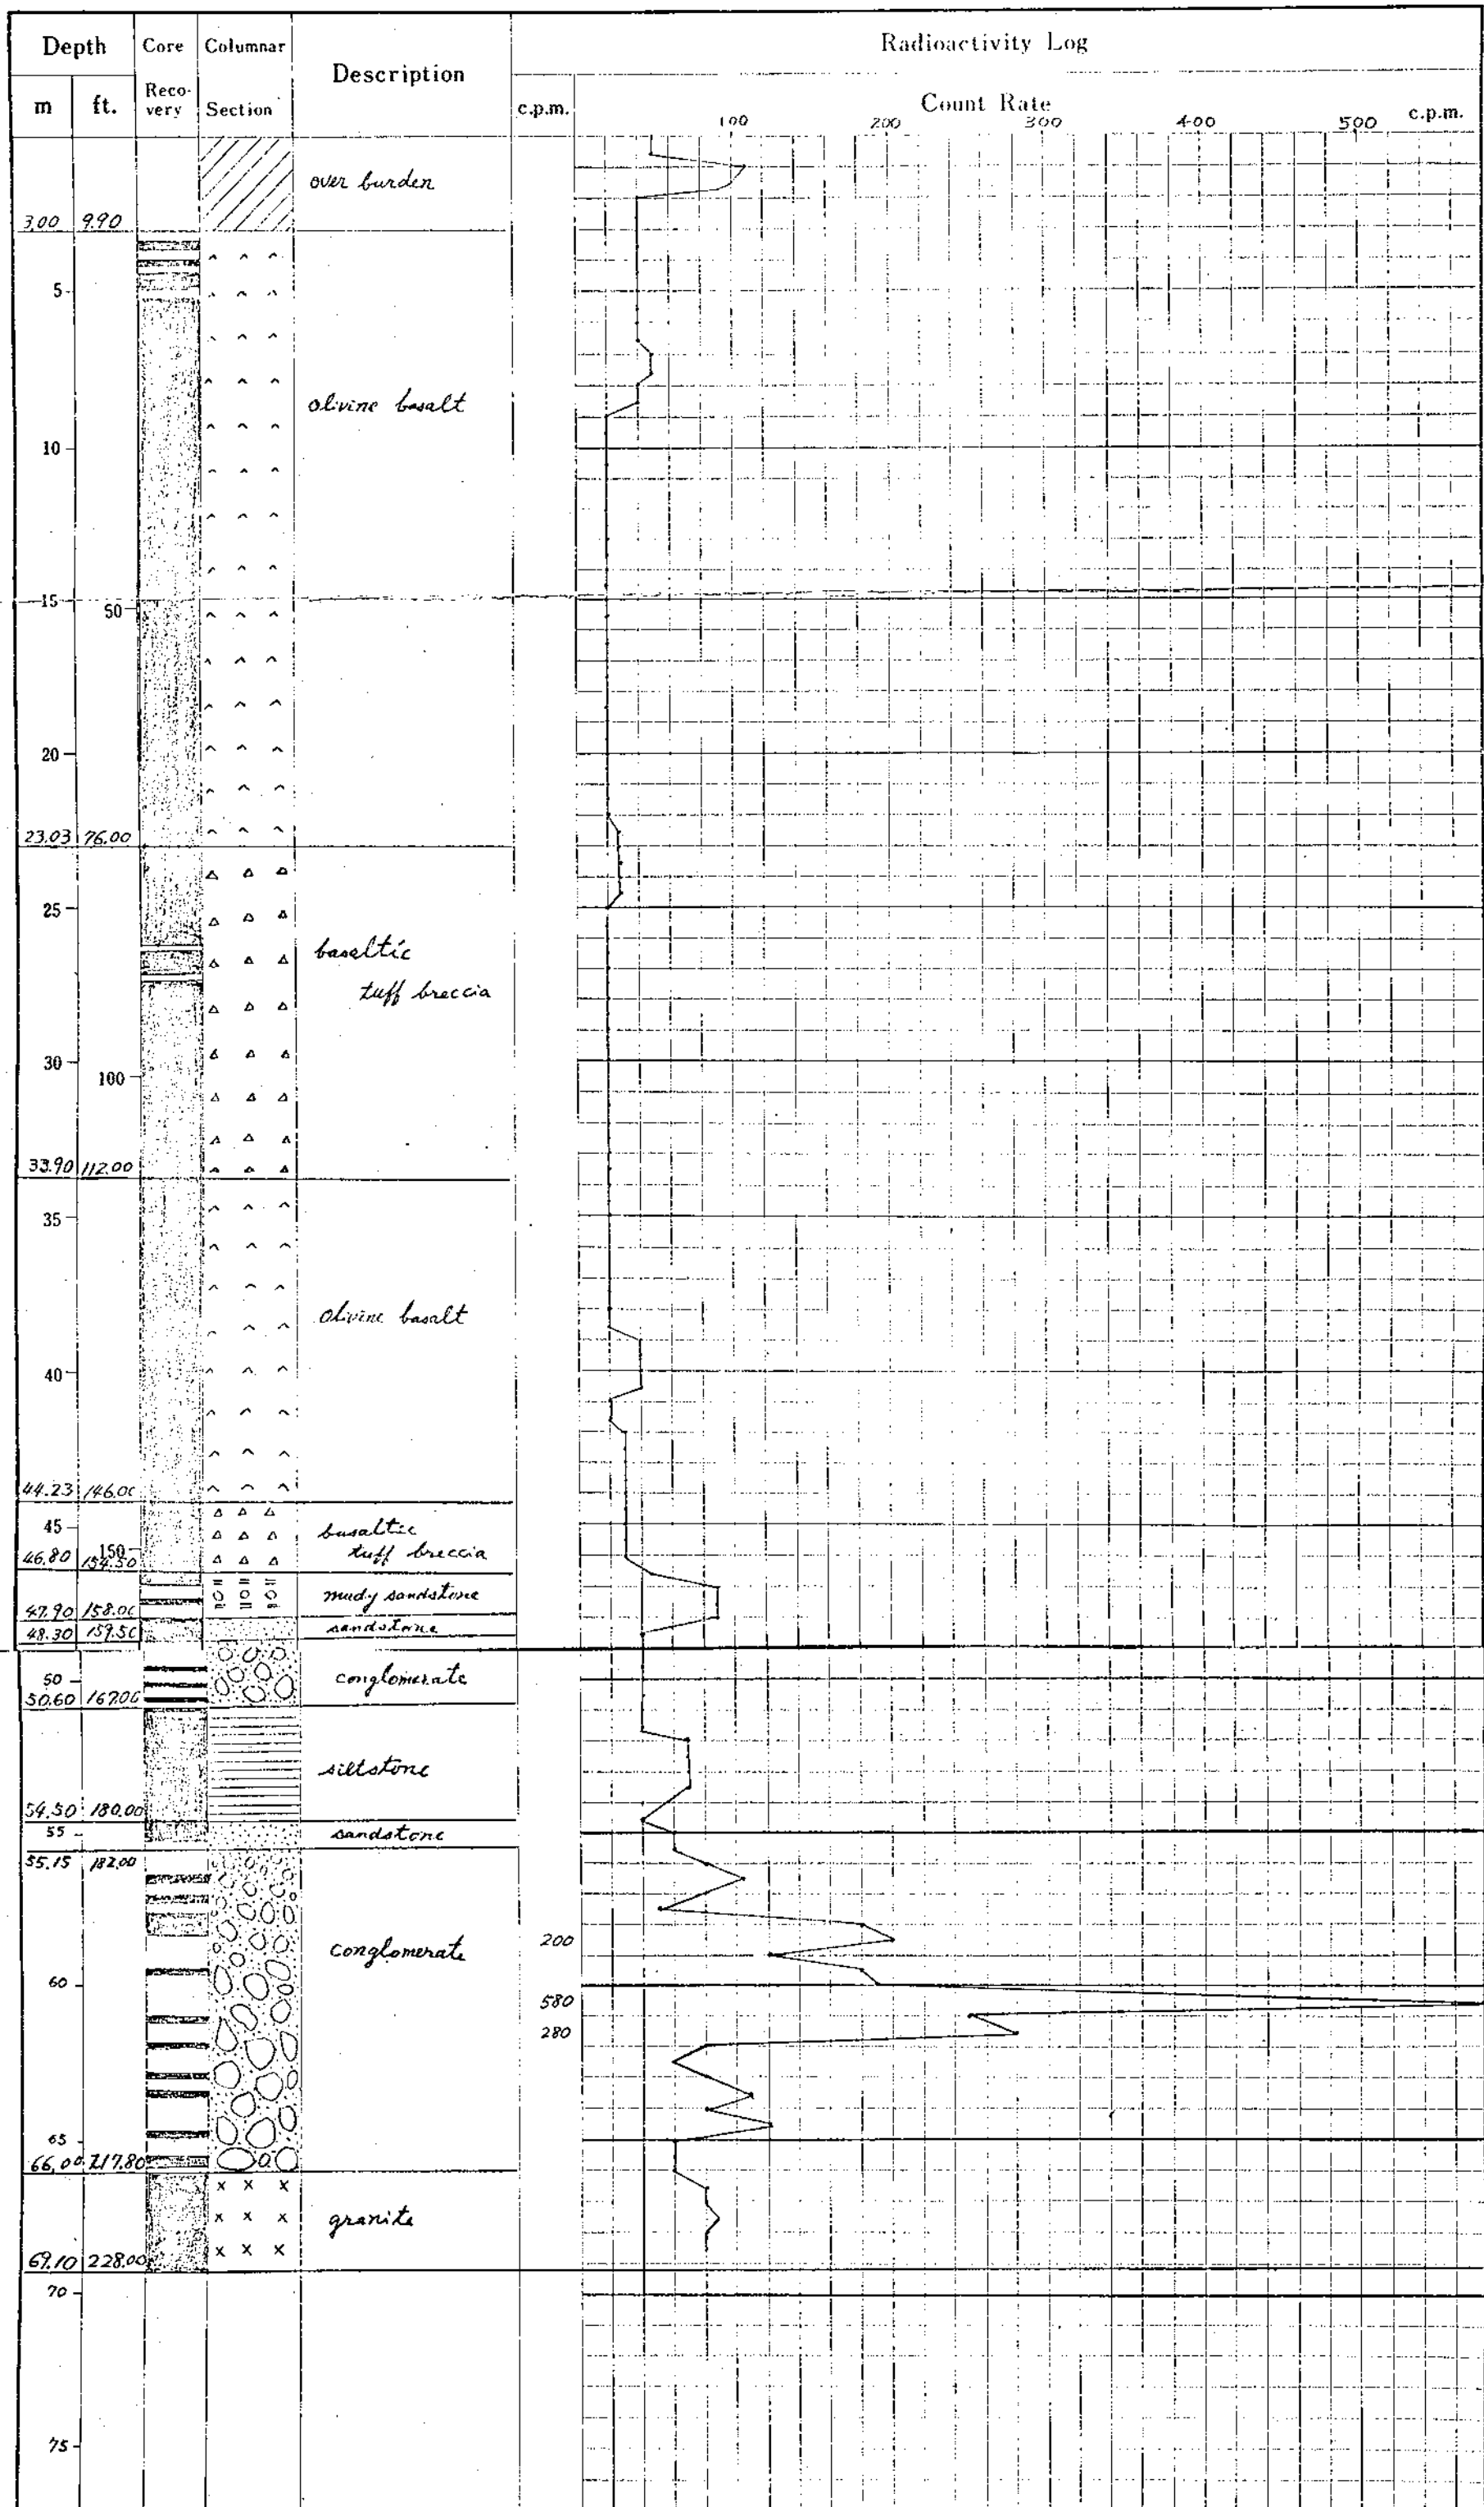 Depth
Core
Recovery
Columnar
Section
Description
Radioactivity Log
m
ft.
c.p.m.
Count Rate
100
200
300
400
500
c.p.m.
over burden
3.00 9.90
5
olivine basalt
10
15
50
20
23.03 76.00
25
basaltic
tuff breccia
30
100
33.90 112.00
35
olivine basalt
40
44.23 146.00
45
basaltic
tuff breccia
150
46.80 154.50
mudy sandstone
47.90 158.00
sandstone
48.30 159.50
conglomerate
50
50.60 167.00
siltstone
54.50 180.00
55
sandstone
55.15 182.00
conglomerate
200
60
580
280
65
66.00 217.80
granite
69.10 228.00
70
75